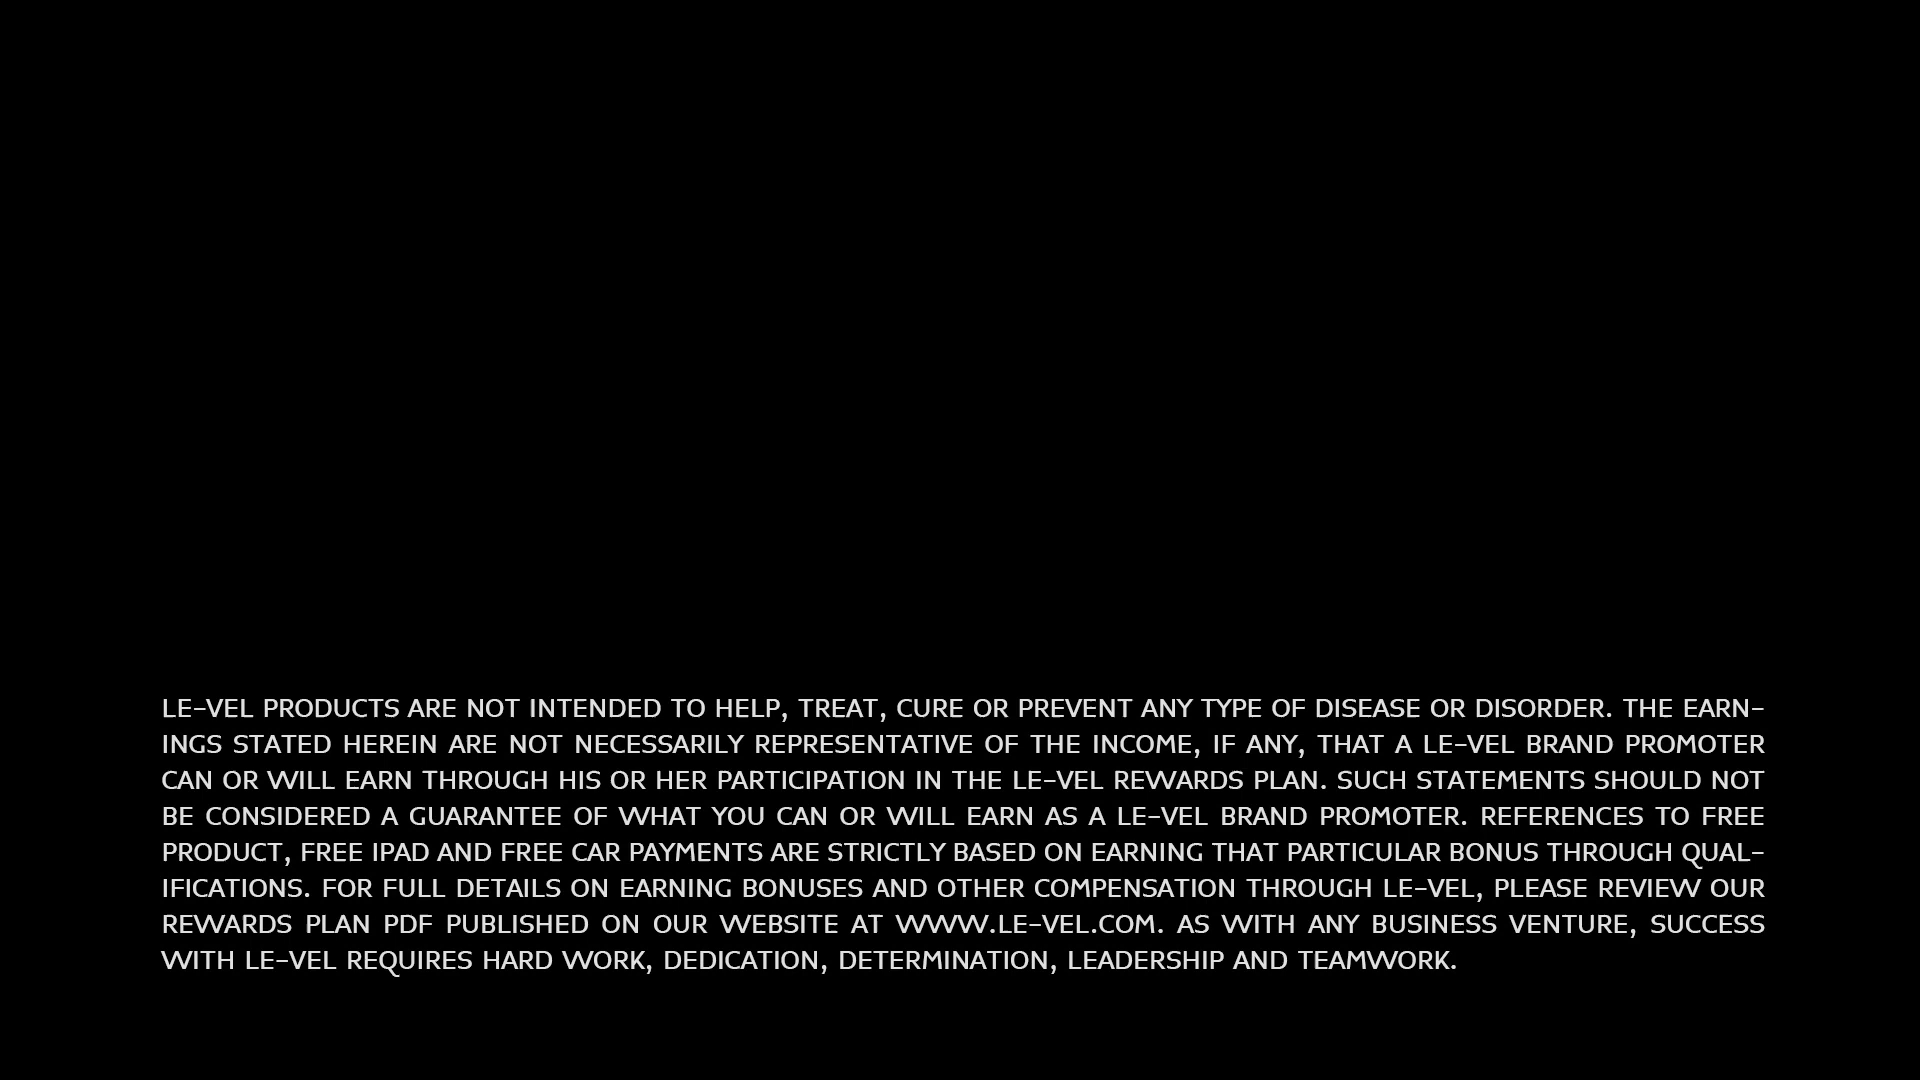 LE-VEL PRODUCTS ARE NOT INTENDED TO HELP, TREAT, CURE OR PREVENT ANY TYPE OF DISEASE OR DISORDER. THE EARN-
INGS STATED HEREIN ARE NOT NECESSARILY REPRESENTATIVE OF THE INCOME, IF ANY, THAT A LE-VEL BRAND PROMOTER
CAN OR WILL EARN THROUGH HIS OR HER PARTICIPATION IN THE LE-VEL REWARDS PLAN. SUCH STATEMENTS SHOULD NOT
BE CONSIDERED A GUARANTEE OF WHAT YOU CAN OR WILL EARN AS A LE-VEL BRAND PROMOTER. REFERENCES TO FREE
PRODUCT, FREE IPAD AND FREE CAR PAYMENTS ARE STRICTLY BASED ON EARNING THAT PARTICULAR BONUS THROUGH QUAL-
IFICATIONS. FOR FULL DETAILS ON EARNING BONUSES AND OTHER COMPENSATION THROUGH LE-VEL, PLEASE REVIEW OUR
REWARDS PLAN PDF PUBLISHED ON OUR WEBSITE AT WWW.LE-VEL.COM. AS WITH ANY BUSINESS VENTURE, SUCCESS
WITH LE-VEL REQUIRES HARD WORK, DEDICATION, DETERMINATION, LEADERSHIP AND TEAMWORK.